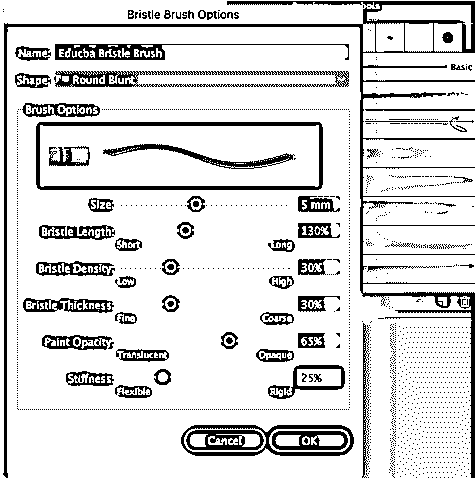 Bristle Brush Options
Name: Educba Bristle Brush
Shape: Round Blunt
Basic
Brush Options
Size: 5 mm
Bristle Length: 130%
Short Long
Bristle Density: 30%
Low High
Bristle Thickness: 30%
Fine Coarse
Paint Opacity: 65%
Translucent Opaque
Stiffness: 25%
Flexible Rigid
Cancel OK